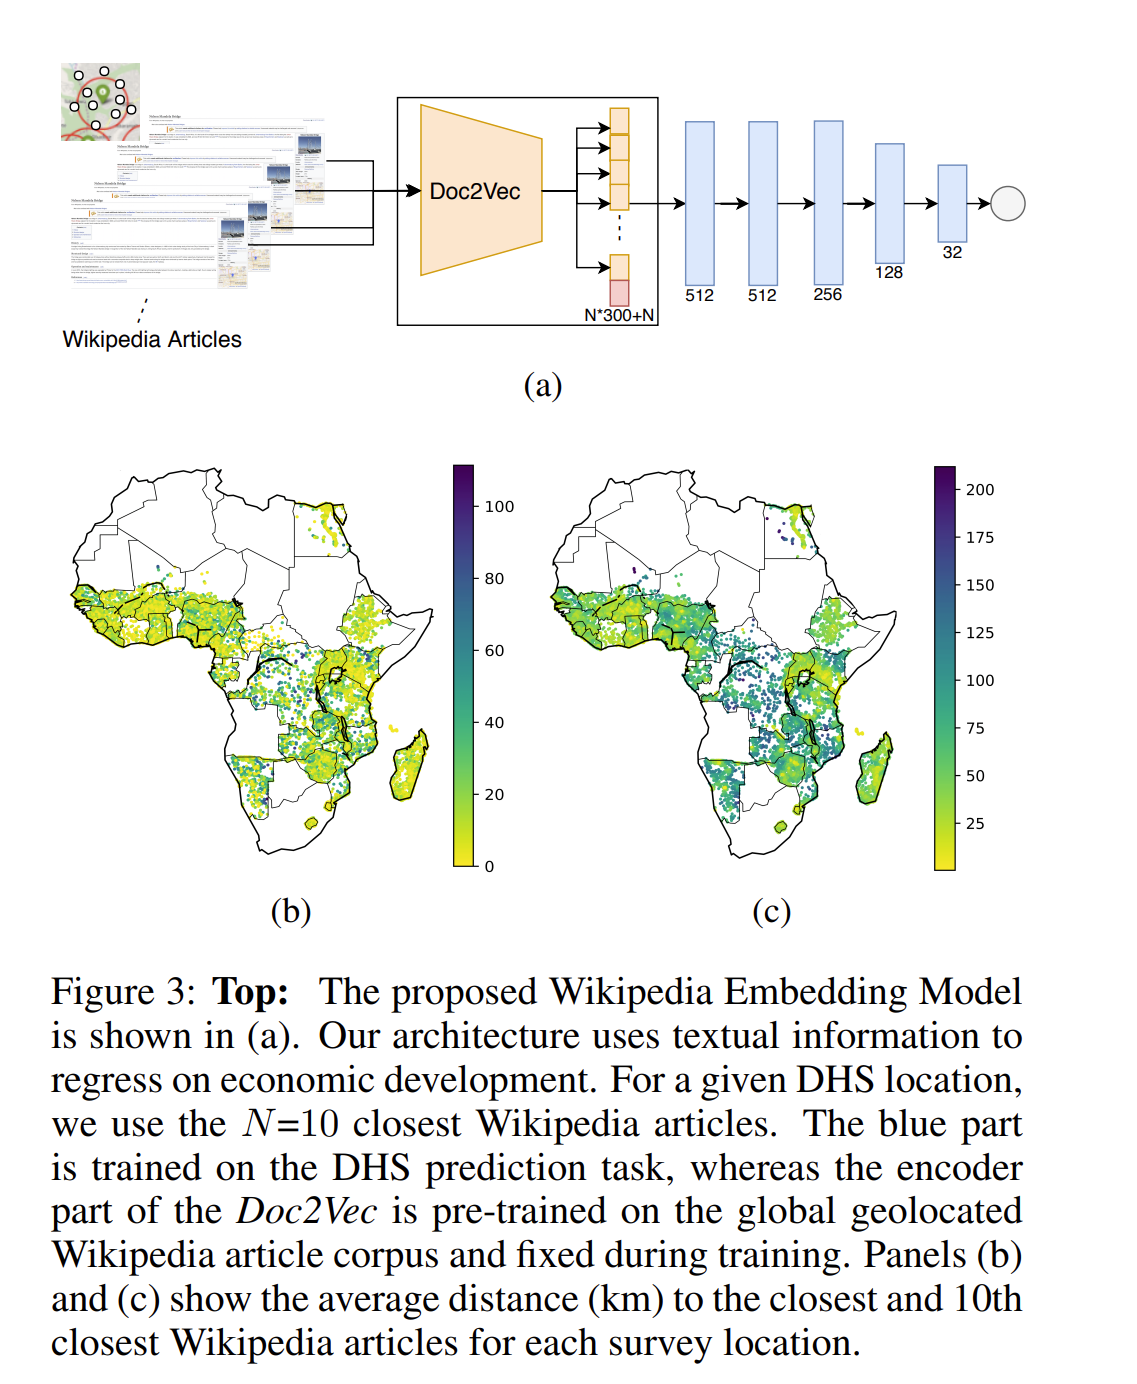 Doc2Vec
N*300+N
512
512
256
128
32
Wikipedia Articles
(a)
100
80
60
40
20
0
(b)
200
175
150
125
100
75
50
25
(c)
Figure 3: Top: The proposed Wikipedia Embedding Model
is shown in (a). Our architecture uses textual information to
regress on economic development. For a given DHS location,
we use the N=10 closest Wikipedia articles. The blue part
is trained on the DHS prediction task, whereas the encoder
part of the Doc2Vec is pre-trained on the global geolocated
Wikipedia article corpus and fixed during training. Panels (b)
and (c) show the average distance (km) to the closest and 10th
closest Wikipedia articles for each survey location.